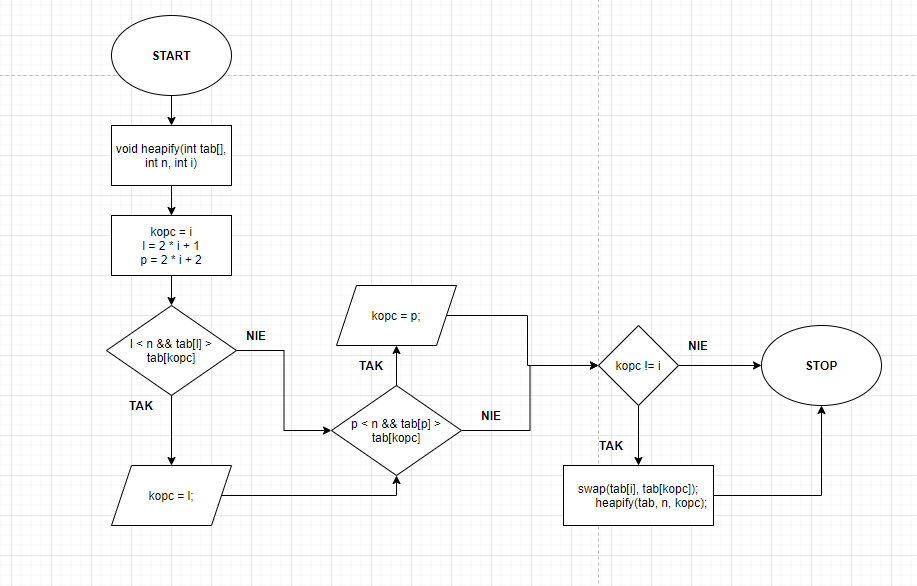 START
void heapify(int tab[],
int n, int i)
kopc = i
l = 2 * i + 1
p = 2 * i + 2
l < n && tab[l] >
tab[kopc]
NIE
TAK
kopc = l;
kopc = p;
TAK
p < n && tab[p] >
tab[kopc]
NIE
kopc != i
NIE
TAK
swap(tab[i], tab[kopc]);
heapify(tab, n, kopc);
STOP